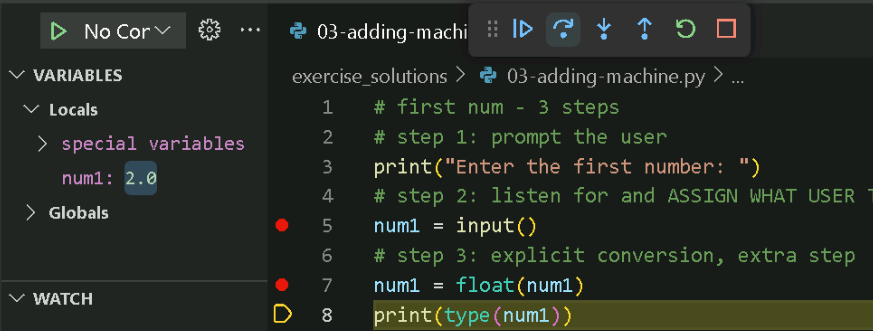 No Cor
03-adding-machi
VARIABLES
Locals
special variables
num1: 2.0
Globals
WATCH
exercise_solutions > 03-adding-machine.py > ...
1 # first num - 3 steps
2 # step 1: prompt the user
3 print("Enter the first number: ")
4 # step 2: listen for and ASSIGN WHAT USER
5 num1 = input()
6 # step 3: explicit conversion, extra step
7 num1 = float(num1)
8 print(type(num1))